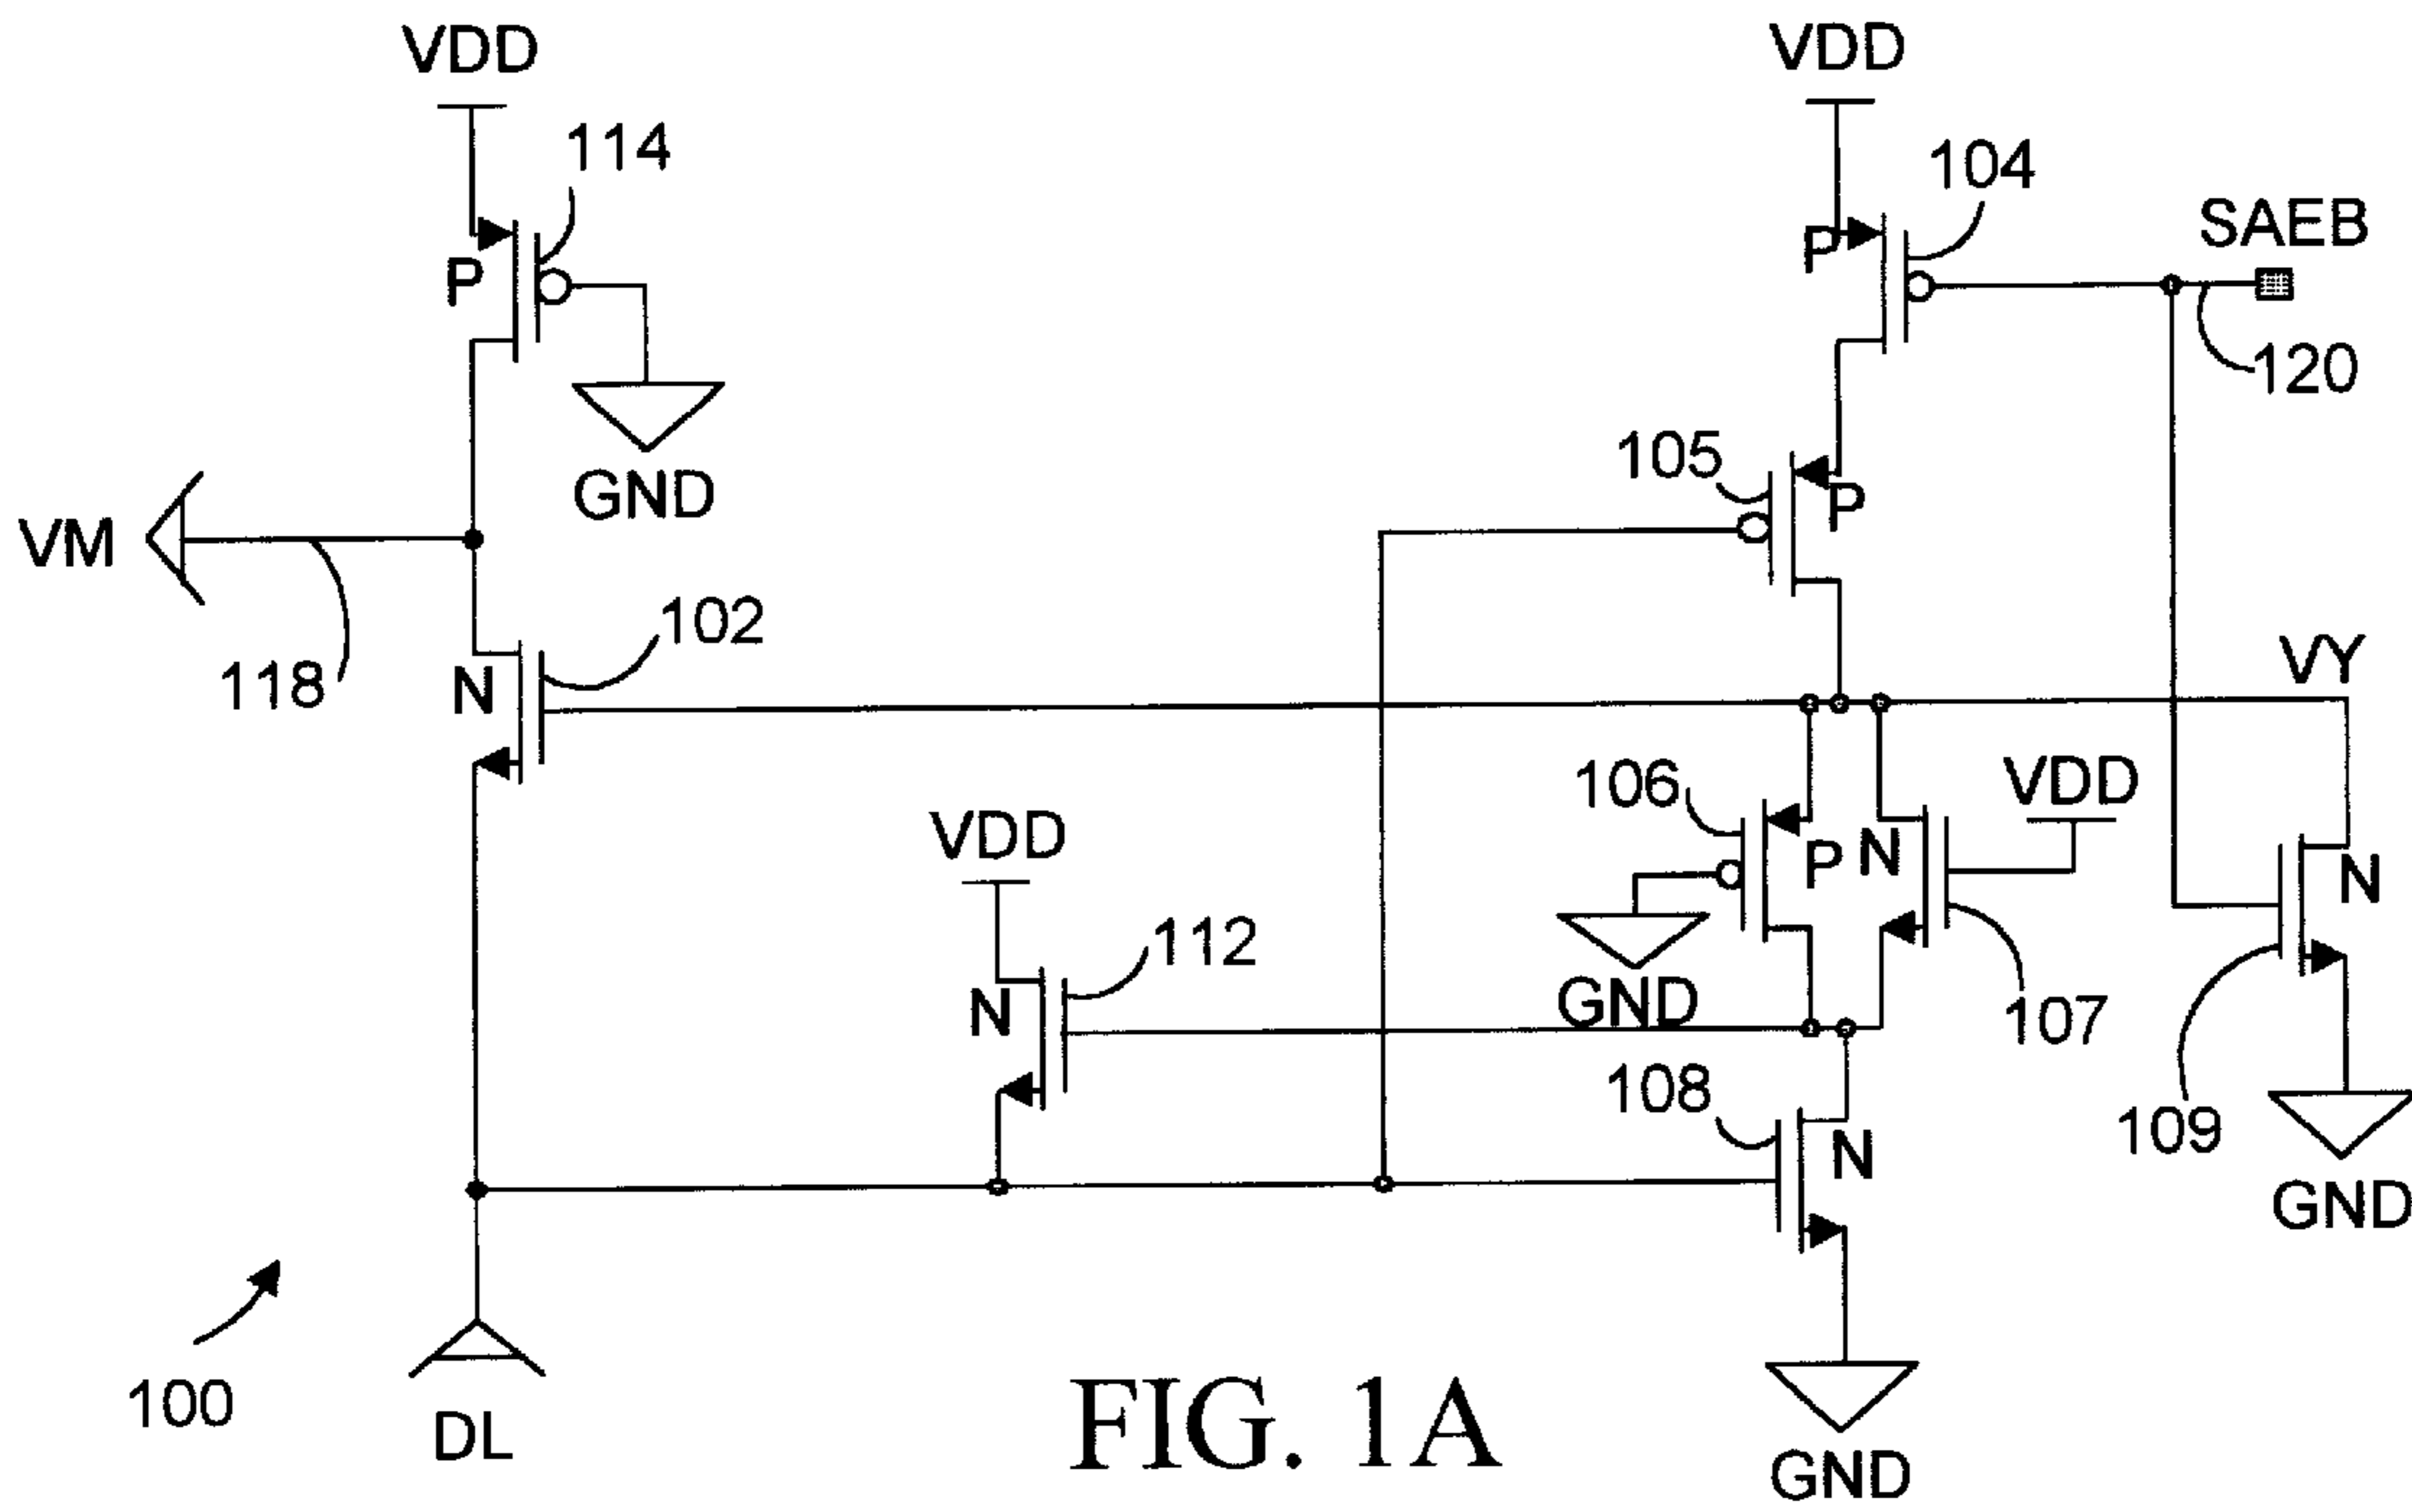 VDD
VDD
114
104
SAEB
P
P
120
105
GND
P
VM
102
VY
118
N
106
VDD
VDD
P
N
N
112
N
GND
107
108
109
N
GND
100
DL
FIG. 1A
GND